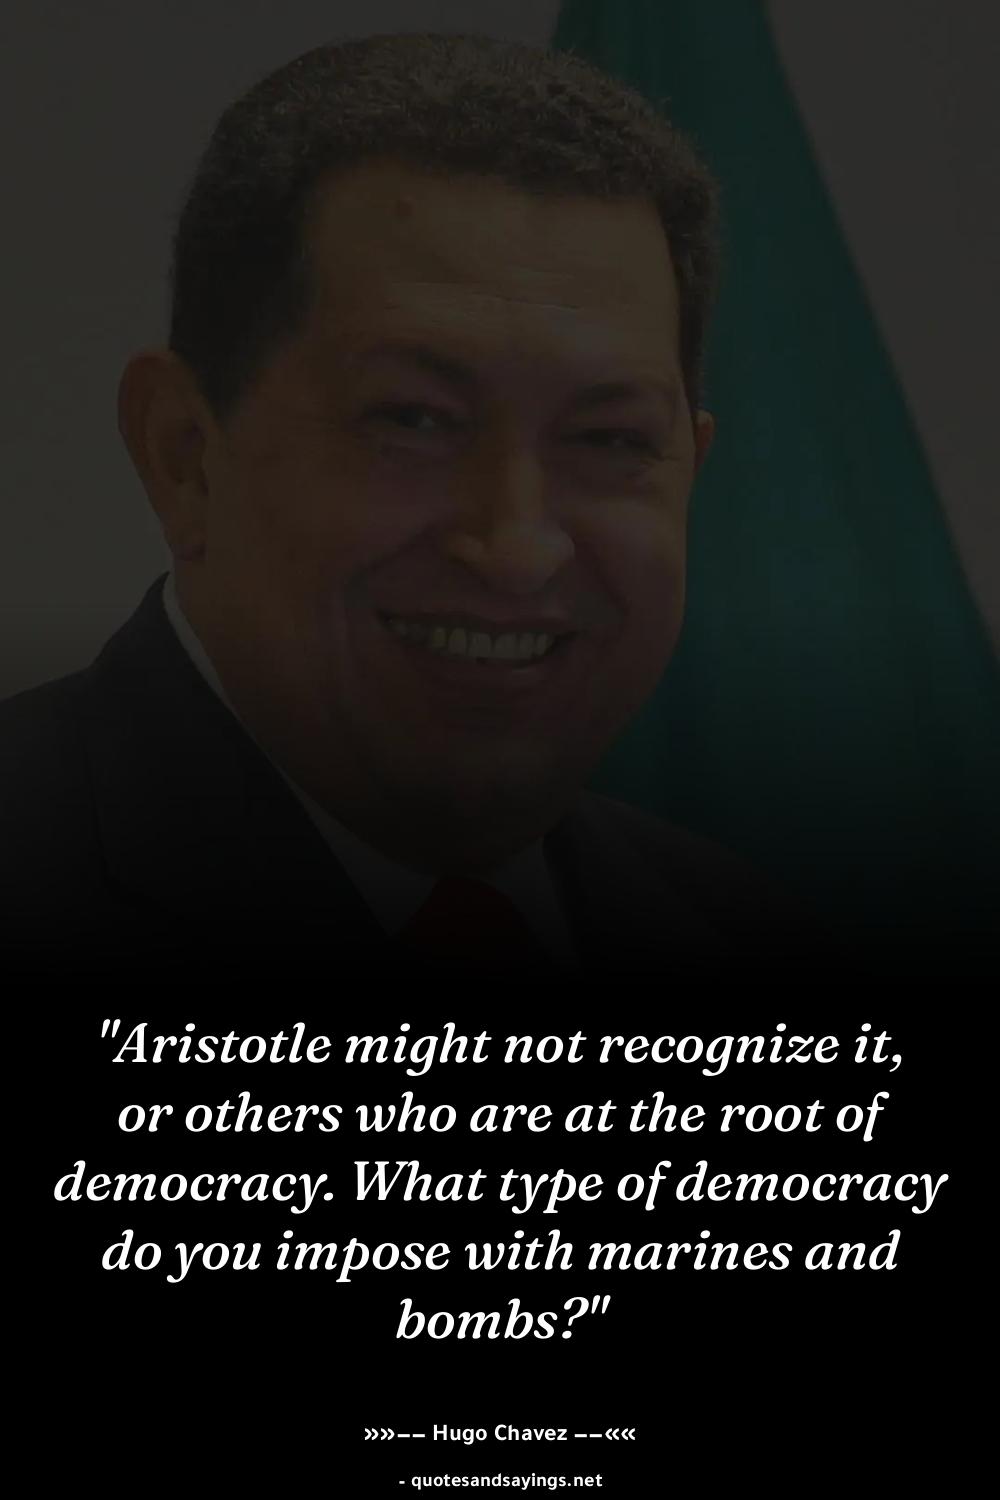 "Aristotle might not recognize it,
or others who are at the root of
democracy. What type of democracy
do you impose with marines and
bombs?"
»»–– Hugo Chavez ––««
- quotesandsayings.net